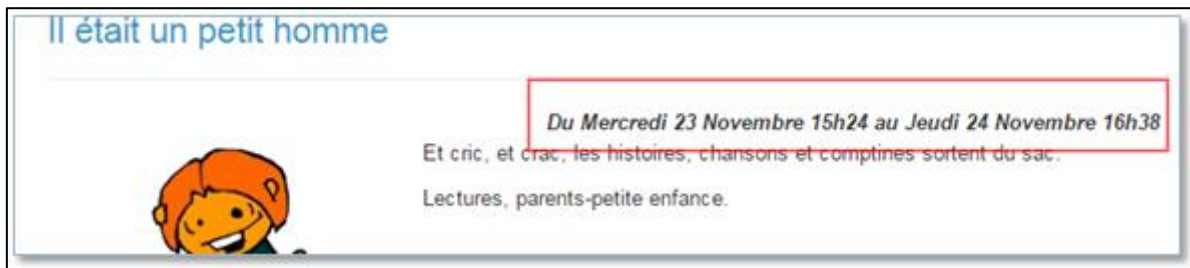 Il était un petit homme
Du Mercredi 23 Novembre 15h24 au Jeudi 24 Novembre 16h38
Et cric, et crac, les histoires, chansons et comptines sortent du sac.
Lectures, parents-petite enfance.